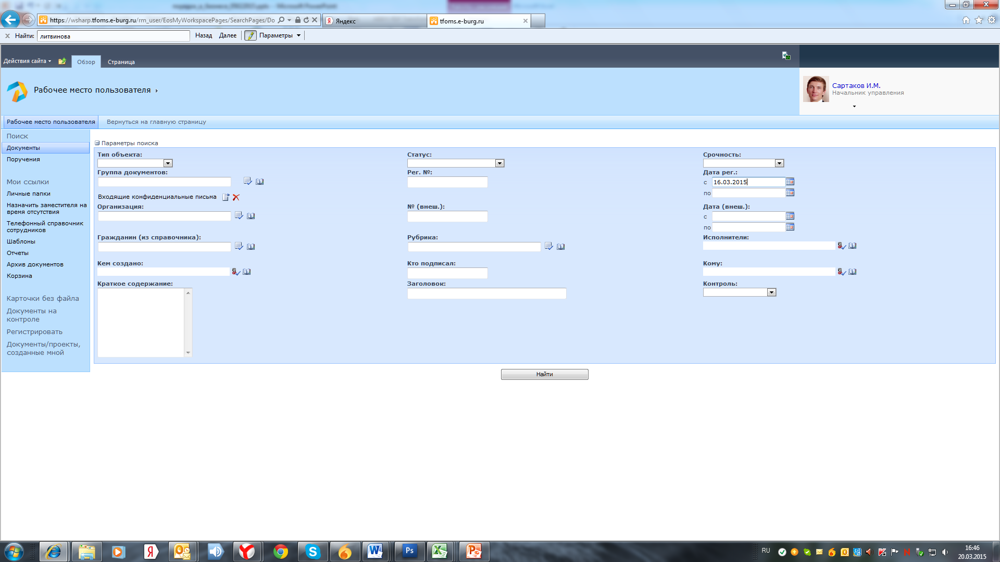 https://wsharp.tfoms.e-burg.ru/rm_user/EosMyWorkspacePages/SearchPages/Do
Яндекс
tfoms.e-burg.ru
Найти: литвинова Назад Далее Параметры
Действия сайта Обзор Страница
Рабочее место пользователя
Сартаков И.М.
Начальник управления
Рабочее место пользователя Вернуться на главную страницу
Поиск
Документы
Поручения
Мои ссылки
Личные папки
Назначить заместителя на
время отсутствия
Телефонный справочник
сотрудников
Шаблоны
Отчеты
Архив документов
Корзина
Карточки без файла
Документы на
контроле
Регистрировать
Документы/проекты,
созданные мной
Параметры поиска
Тип объекта: Статус: Срочность:
Группа документов: Рег. №: Дата рег.:
с 16.03.2015
по
Входящие конфиденциальные письма
Организация: № (внеш.): Дата (внеш.):
с
по
Гражданин (из справочника): Рубрика: Исполнители:
Кем создано: Кто подписал: Кому:
Краткое содержание: Заголовок: Контроль:
Найти
RU
16:46
20.03.2015